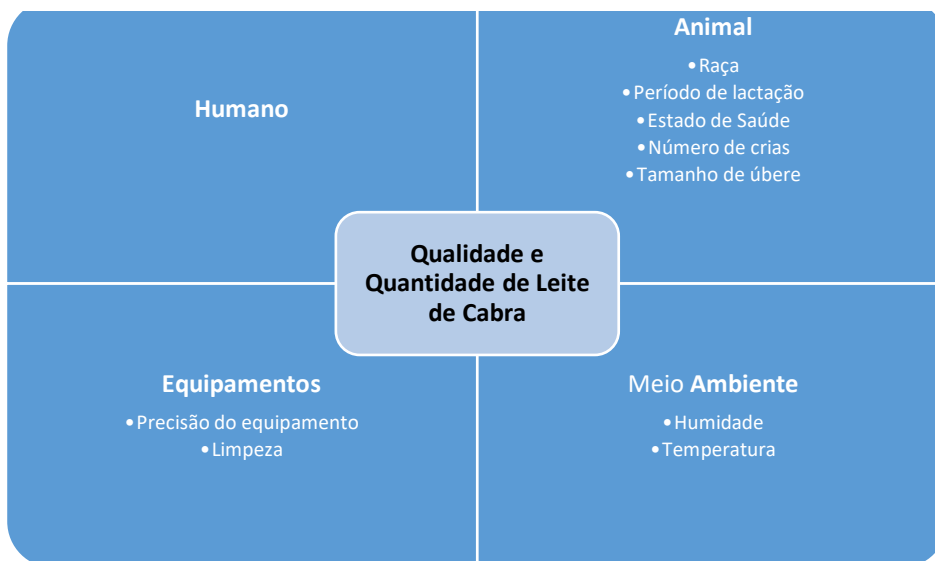 Humano
Animal
•Raça
•Período de lactação
•Estado de Saúde
•Número de crias
•Tamanho de úbere
Qualidade e
Quantidade de Leite
de Cabra
Equipamentos
•Precisão do equipamento
•Limpeza
Meio Ambiente
•Humidade
•Temperatura